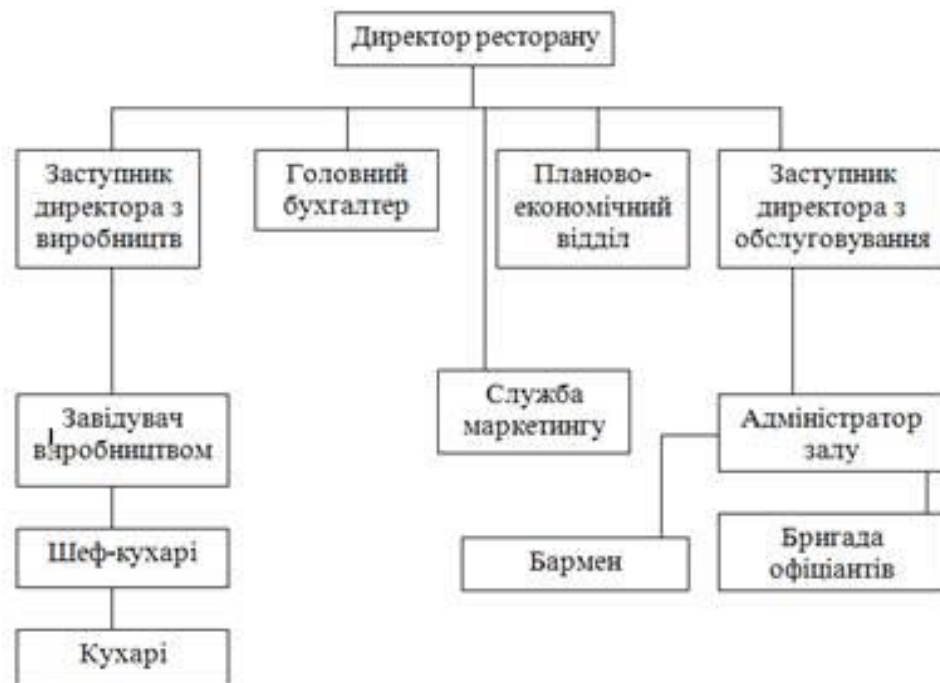 Директор ресторану
Заступник
директора з
виробництв
Головний
бухгалтер
Планово-
економічний
відділ
Заступник
директора з
обслуговування
Служба
маркетингу
Завідувач
виробництвом
Адміністратор
залу
Шеф-кухарі
Бармен
Бригада
офіціантів
Кухарі